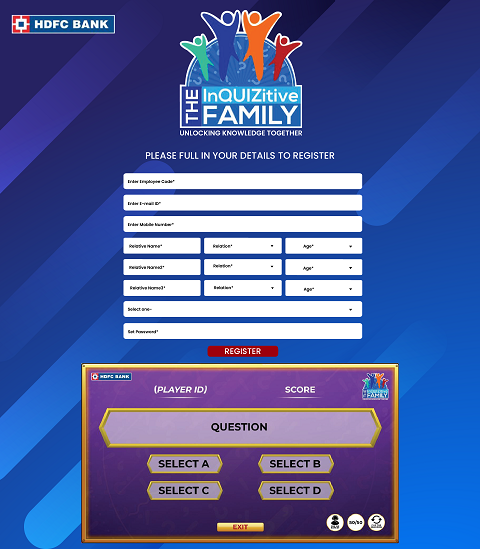 HDFC BANK
THE
InQUIZitive
FAMILY
UNLOCKING KNOWLEDGE TOGETHER
PLEASE FULL IN YOUR DETAILS TO REGISTER
Enter Employee Code*
Enter E-mail ID*
Enter Mobile Number*
Relative Name* Relation* Age*
Relative Name2* Relation* Age*
Relative Name3* Relation* Age*
Select one-
Set Password*
REGISTER
HDFC BANK
(PLAYER ID) SCORE
FAMILY
QUESTION
SELECT A SELECT B
SELECT C SELECT D
EXIT
50/50